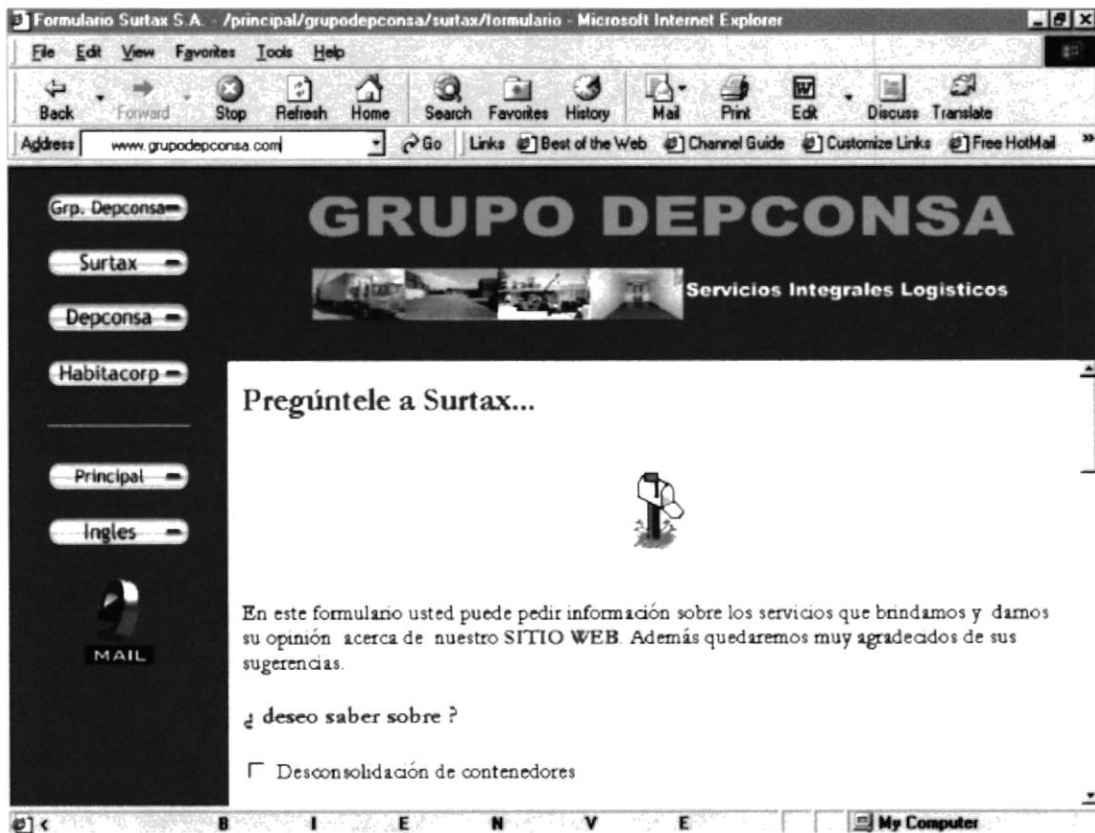 Formulario Surtax S.A. - /principal/grupodepconsa/surtax/formulario - Microsoft Internet Explorer
File Edit View Favorites Tools Help
Back Forward Stop Refresh Home Search Favorites History Mail Print Edit Discuss Translate
Address www.grupodepconsa.com Go Links Best of the Web Channel Guide Customize Links Free HotMail »
Grp. Depconsa
Surtax
Depconsa
Habitacorp
Principal
Ingles
MAIL
GRUPO DEPCONSA
Servicios Integrales Logisticos
Pregúntele a Surtax...
En este formulario usted puede pedir información sobre los servicios que brindamos y darnos
su opinión acerca de nuestro SITIO WEB. Además quedaremos muy agradecidos de sus
sugerencias.
¿ deseo saber sobre ?
Desconsolidación de contenedores
< B I E N V E My Computer